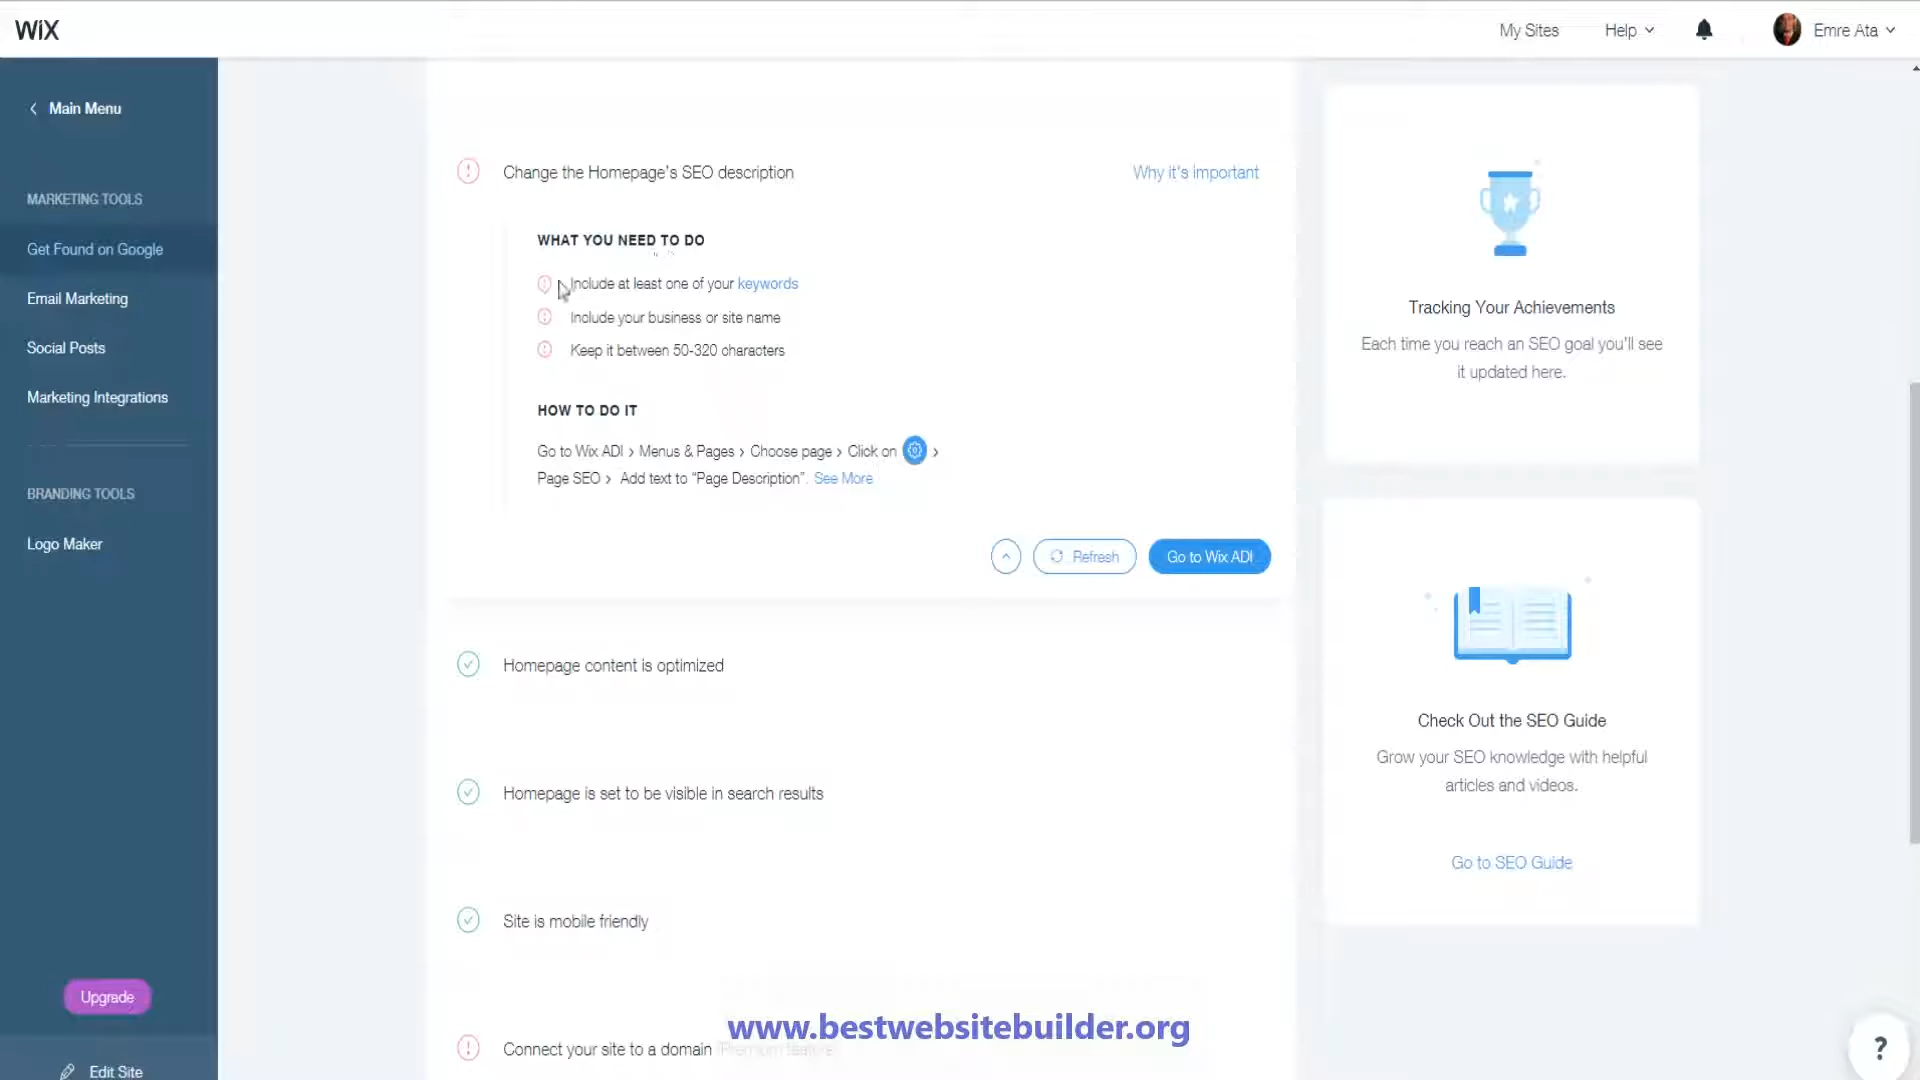 WiX
My Sites
Help
Emre Ata
Main Menu
MARKETING TOOLS
Get Found on Google
Email Marketing
Social Posts
Marketing Integrations
BRANDING TOOLS
Logo Maker
Upgrade
Edit Site
Change the Homepage's SEO description
Why it's important
WHAT YOU NEED TO DO
Include at least one of your keywords
Include your business or site name
Keep it between 50-320 characters
HOW TO DO IT
Go to Wix ADI > Menus & Pages > Choose page > Click on >
Page SEO > Add text to “Page Description”. See More
Refresh
Go to Wix ADI
Homepage content is optimized
Homepage is set to be visible in search results
Site is mobile friendly
Connect your site to a domain (Premium feature)
www.bestwebsitebuilder.org
Tracking Your Achievements
Each time you reach an SEO goal you'll see
it updated here.
Check Out the SEO Guide
Grow your SEO knowledge with helpful
articles and videos.
Go to SEO Guide
?